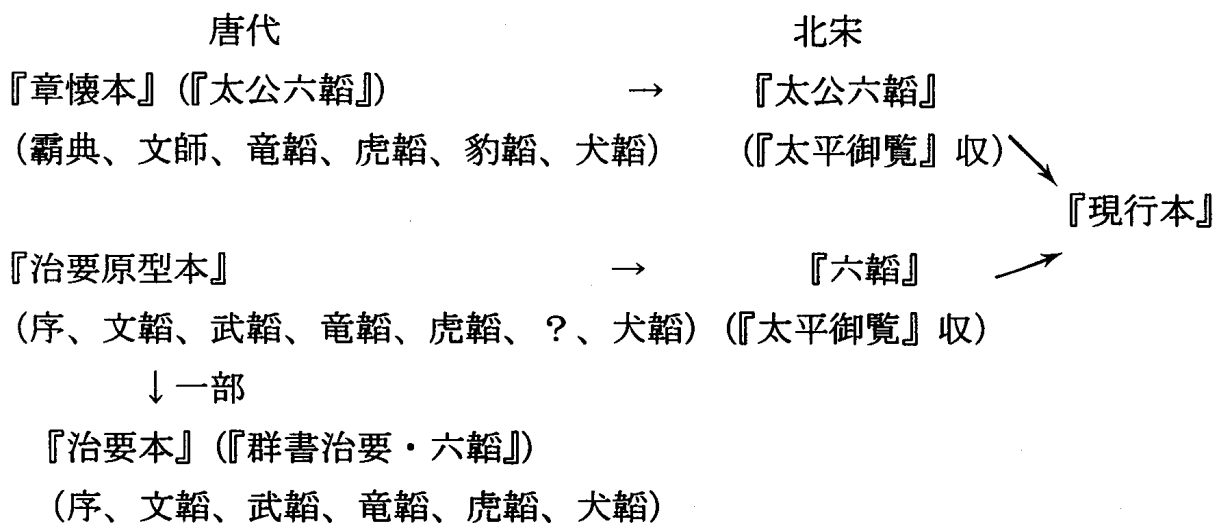 唐代 北宋
『章懐本』(『太公六韜』) → 『太公六韜』
(霸典、文師、竜韜、虎韜、豹韜、犬韜) (『太平御覧』収)
『現行本』
『治要原型本』 → 『六韜』
(序、文韜、武韜、竜韜、虎韜、?、犬韜) (『太平御覧』収)
↓一部
『治要本』(『群書治要・六韜』)
(序、文韜、武韜、竜韜、虎韜、犬韜)